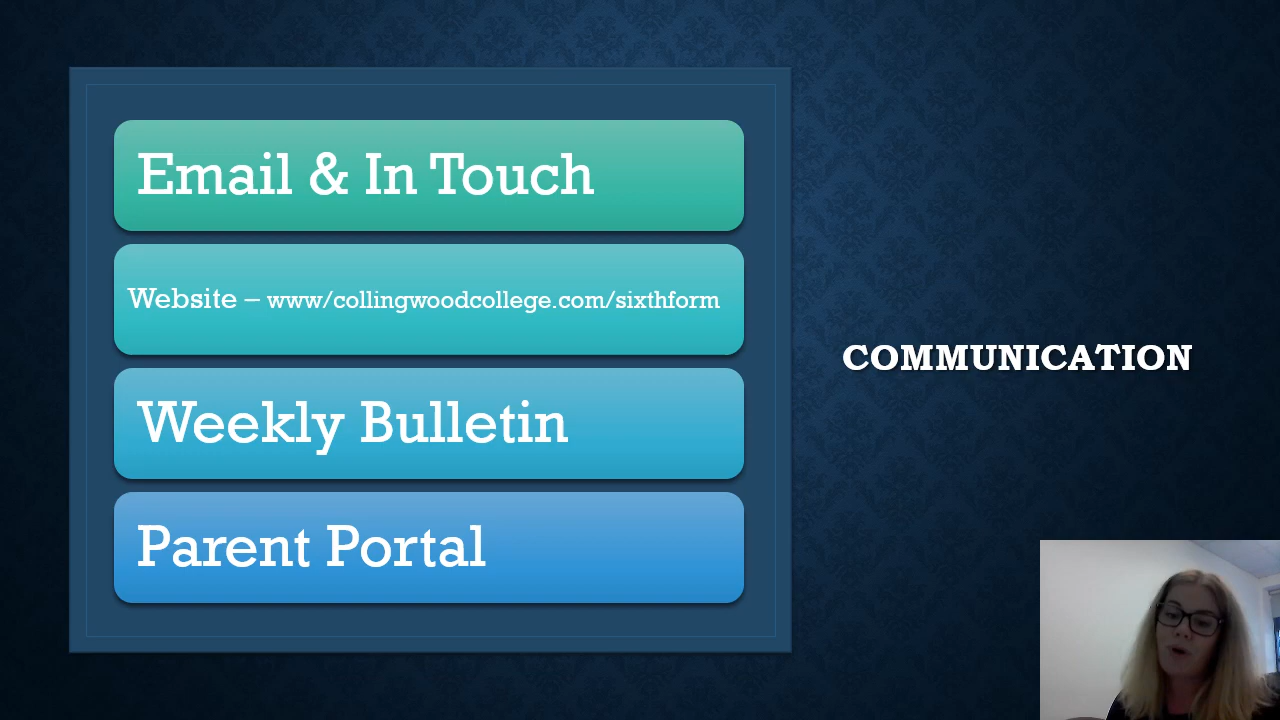 Email & In Touch
Website – www/collingwoodcollege.com/sixthform
Weekly Bulletin
Parent Portal
COMMUNICATION